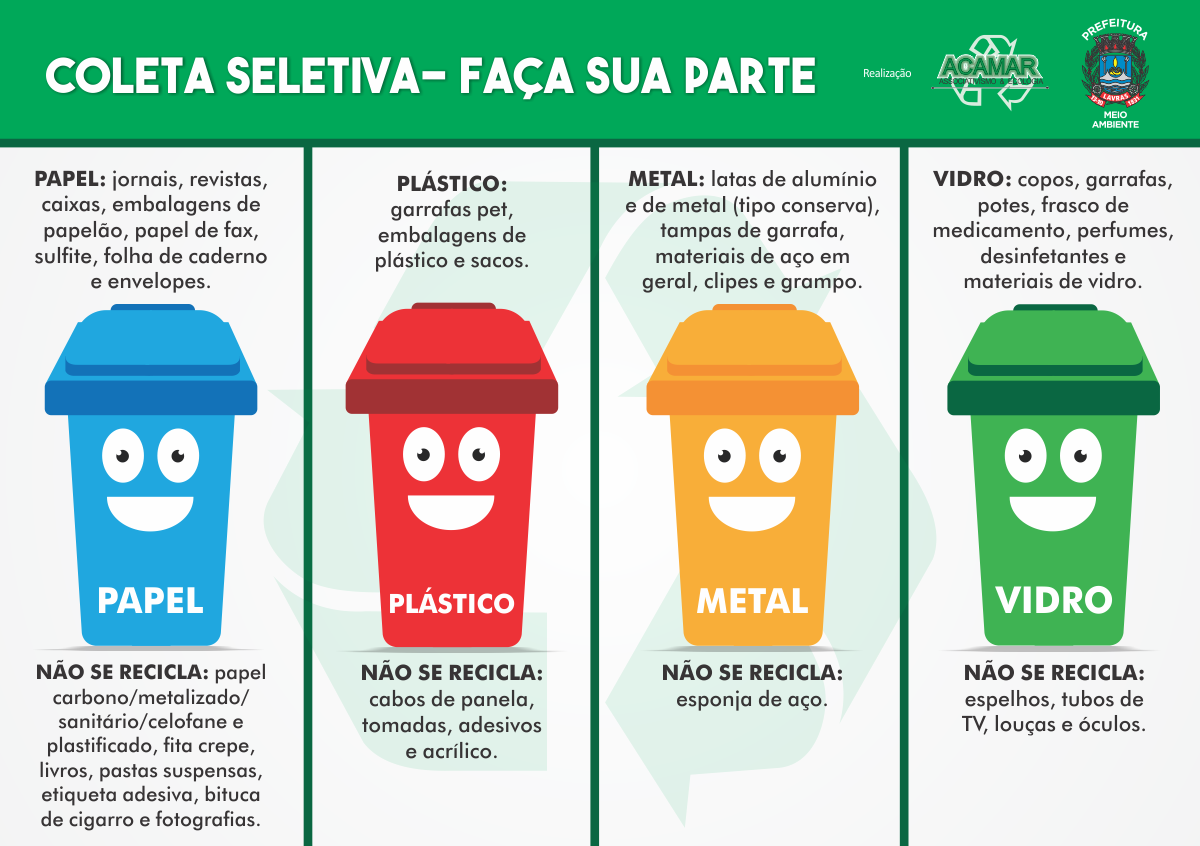 COLETA SELETIVA- FAÇA SUA PARTE
Realização
ACAMAR
ASSOCIATIVISMO & ECOLOGIA
PREFEITURA
LAVRAS
MEIO
AMBIENTE
PAPEL: jornais, revistas,
caixas, embalagens de
papelão, papel de fax,
sulfite, folha de caderno
e envelopes.
PAPEL
NÃO SE RECICLA: papel
carbono/metalizado/
sanitário/celofane e
plastificado, fita crepe,
livros, pastas suspensas,
etiqueta adesiva, bituca
de cigarro e fotografias.
PLÁSTICO:
garrafas pet,
embalagens de
plástico e sacos.
PLÁSTICO
NÃO SE RECICLA:
cabos de panela,
tomadas, adesivos
e acrílico.
METAL: latas de alumínio
e de metal (tipo conserva),
tampas de garrafa,
materiais de aço em
geral, clipes e grampo.
METAL
NÃO SE RECICLA:
esponja de aço.
VIDRO: copos, garrafas,
potes, frasco de
medicamento, perfumes,
desinfetantes e
materiais de vidro.
VIDRO
NÃO SE RECICLA:
espelhos, tubos de
TV, louças e óculos.